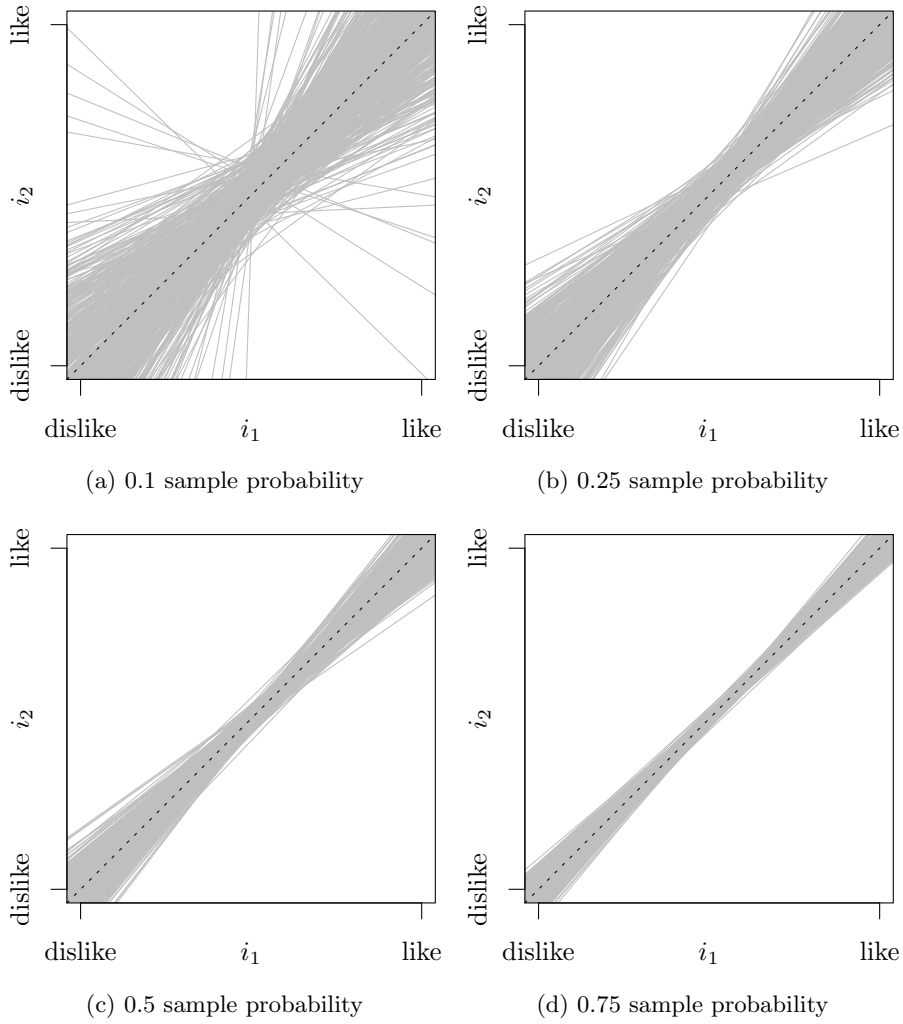 like
i₂
dislike
dislike i₁ like
(a) 0.1 sample probability
like
i₂
dislike
dislike i₁ like
(b) 0.25 sample probability
like
i₂
dislike
dislike i₁ like
(c) 0.5 sample probability
like
i₂
dislike
dislike i₁ like
(d) 0.75 sample probability